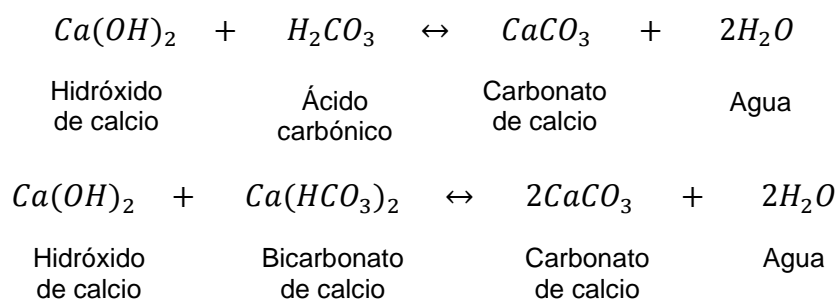 Ca(OH)₂ + H₂CO₃ ↔ CaCO₃ + 2H₂O
Hidróxido de calcio Ácido carbónico Carbonato de calcio Agua
Ca(OH)₂ + Ca(HCO₃)₂ ↔ 2CaCO₃ + 2H₂O
Hidróxido de calcio Bicarbonato de calcio Carbonato de calcio Agua